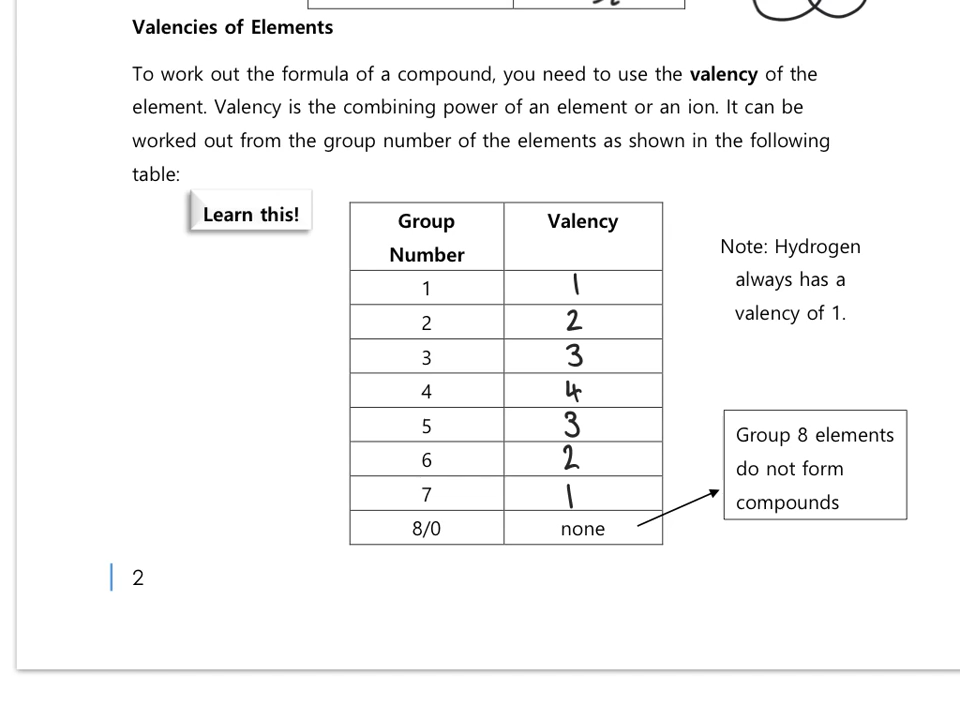 Valencies of Elements
To work out the formula of a compound, you need to use the valency of the
element. Valency is the combining power of an element or an ion. It can be
worked out from the group number of the elements as shown in the following
table:
Learn this!
Group Number Valency
1 1
2 2
3 3
4 4
5 3
6 2
7 1
8/0 none
Note: Hydrogen
always has a
valency of 1.
Group 8 elements
do not form
compounds
2